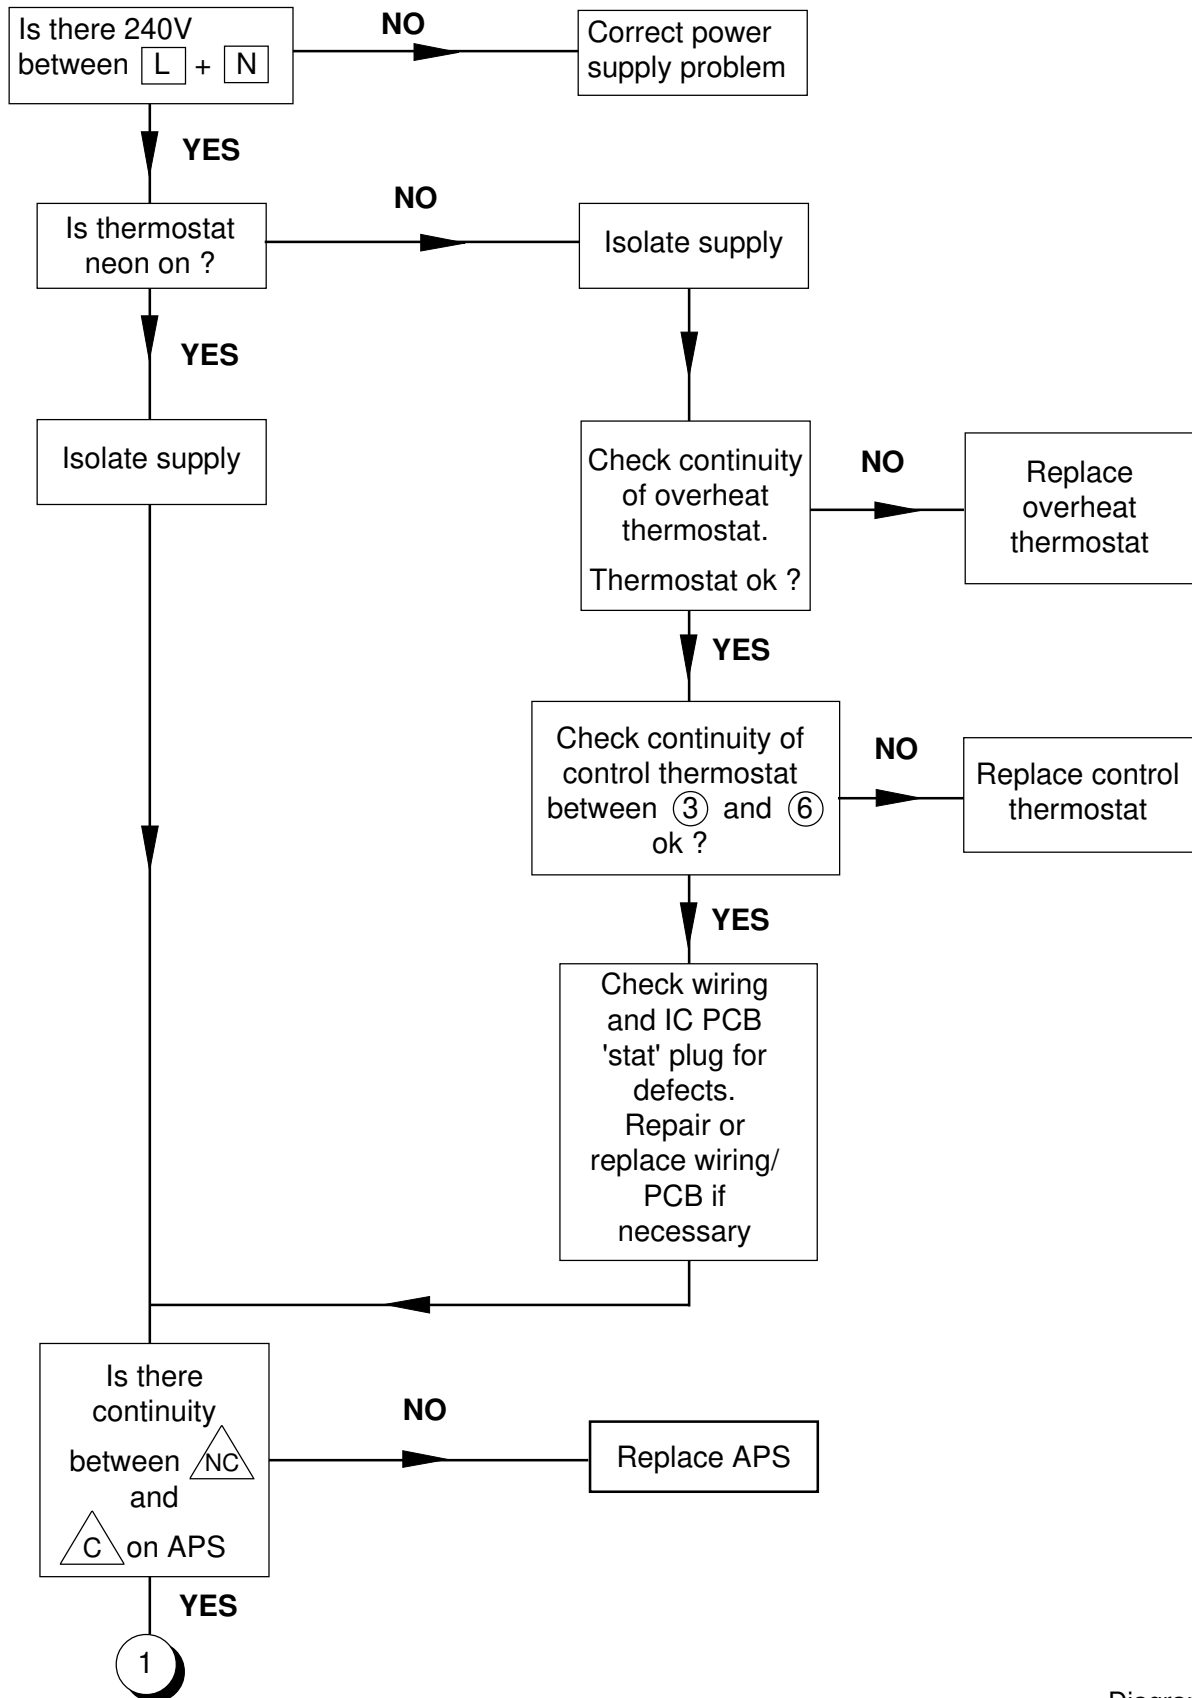 Is there 240V
between L + N
NO
Correct power
supply problem
YES
Is thermostat
neon on ?
NO
Isolate supply
YES
Isolate supply
Check continuity
of overheat
thermostat.
Thermostat ok ?
NO
Replace
overheat
thermostat
YES
Check continuity of
control thermostat
between 3 and 6
ok ?
NO
Replace control
thermostat
YES
Check wiring
and IC PCB
'stat' plug for
defects.
Repair or
replace wiring/
PCB if
necessary
Is there
continuity
between NC
and
C on APS
NO
Replace APS
YES
1